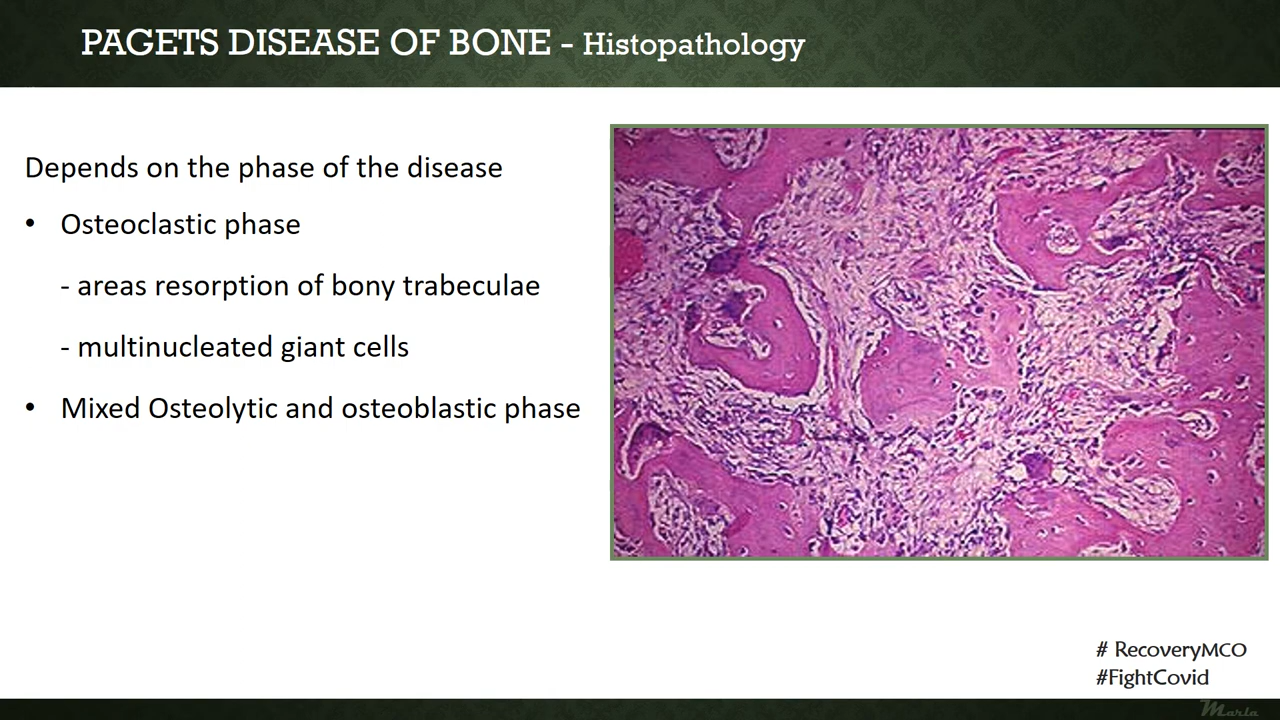 PAGETS DISEASE OF BONE – Histopathology
Depends on the phase of the disease
• Osteoclastic phase
- areas resorption of bony trabeculae
- multinucleated giant cells
• Mixed Osteolytic and osteoblastic phase
# RecoveryMCO
#FightCovid
Marla